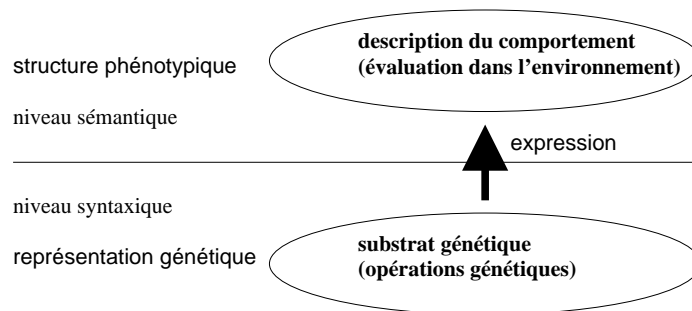 description du comportement
(évaluation dans l'environnement)
structure phénotypique
niveau sémantique
expression
niveau syntaxique
représentation génétique
substrat génétique
(opérations génétiques)